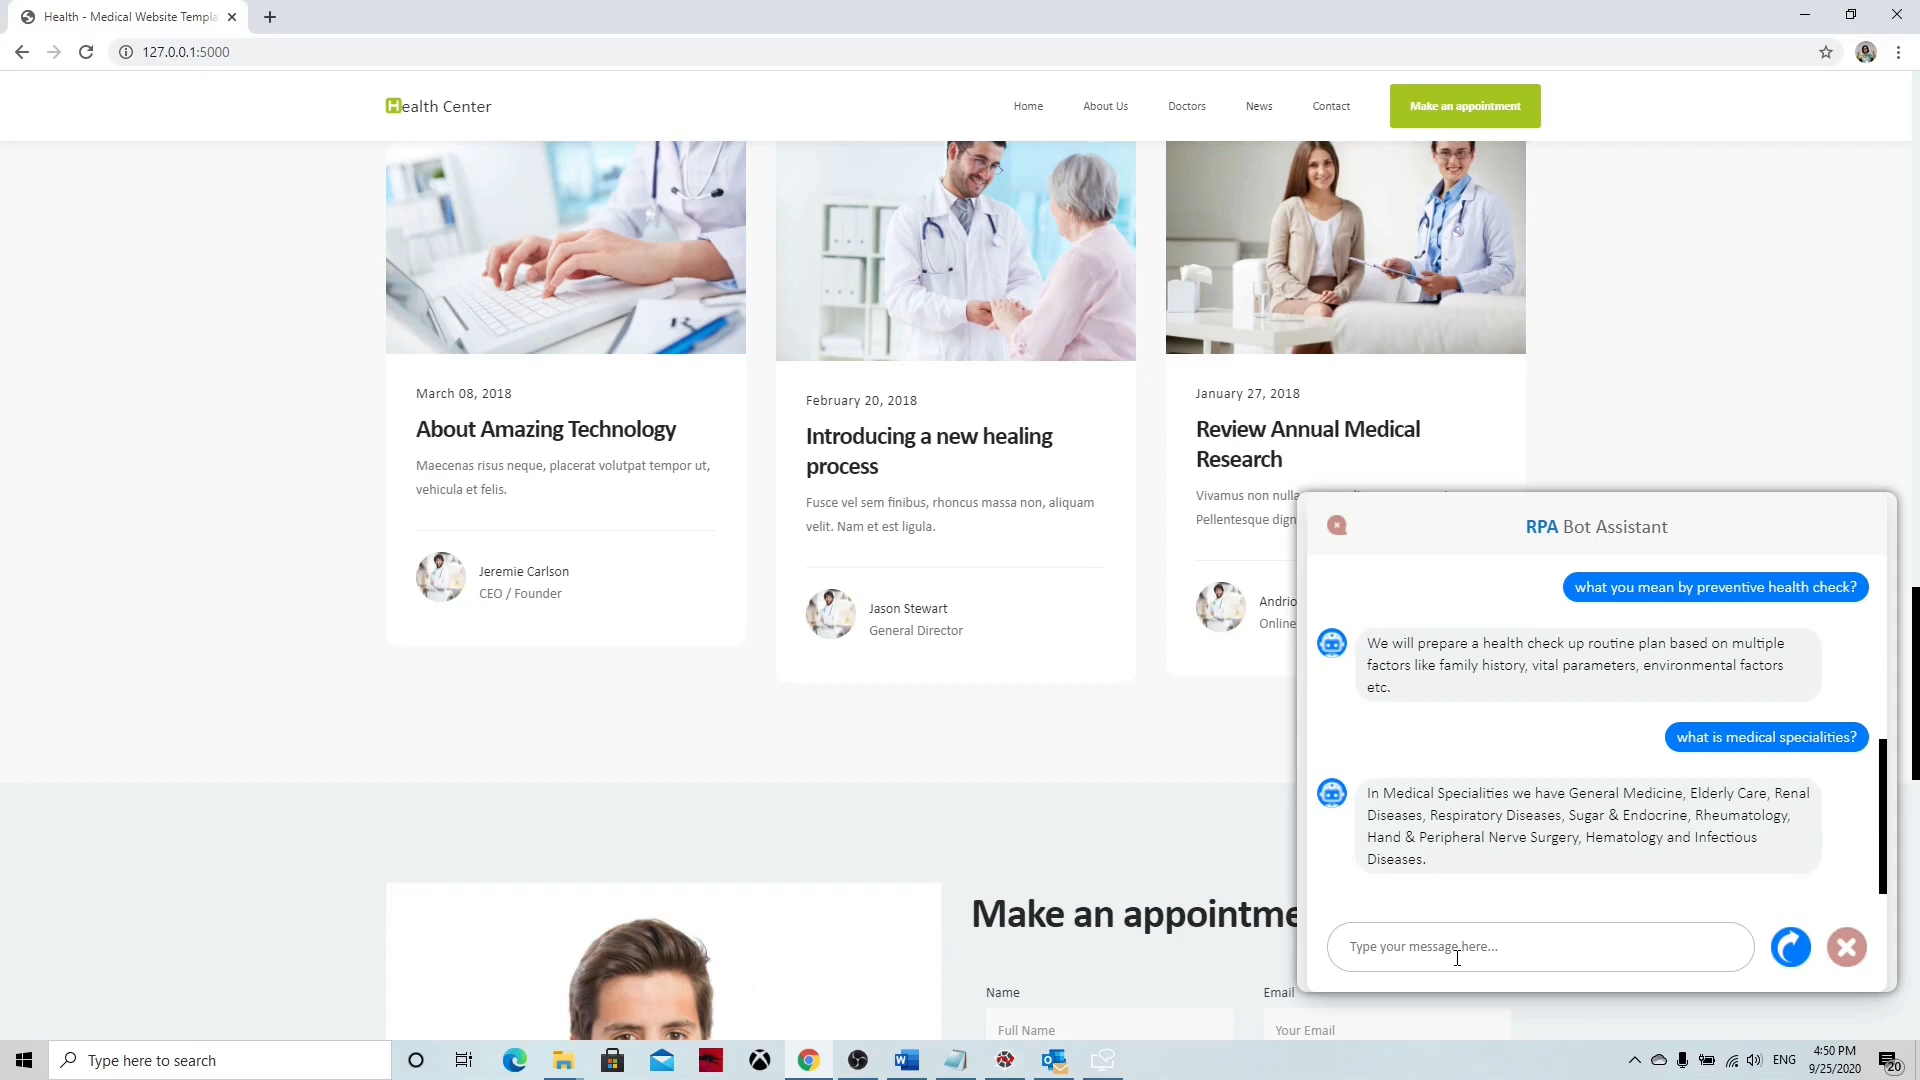 Health - Medical Website Templa
127.0.0.1:5000
Health Center
Home
About Us
Doctors
News
Contact
Make an appointment
March 08, 2018
About Amazing Technology
Maecenas risus neque, placerat volutpat tempor ut,
vehicula et felis.
Jeremie Carlson
CEO / Founder
February 20, 2018
Introducing a new healing
process
Fusce vel sem finibus, rhoncus massa non, aliquam
velit. Nam et est ligula.
Jason Stewart
General Director
January 27, 2018
Review Annual Medical
Research
Vivamus non nulla
Pellentesque dign
Andrio
Online
RPA Bot Assistant
what you mean by preventive health check?
We will prepare a health check up routine plan based on multiple
factors like family history, vital parameters, environmental factors
etc.
what is medical specialities?
In Medical Specialities we have General Medicine, Elderly Care, Renal
Diseases, Respiratory Diseases, Sugar & Endocrine, Rheumatology,
Hand & Peripheral Nerve Surgery, Hematology and Infectious
Diseases.
Type your message here...
Make an appointme
Name
Email
Full Name
Your Email
Type here to search
ENG
4:50 PM
9/25/2020
20